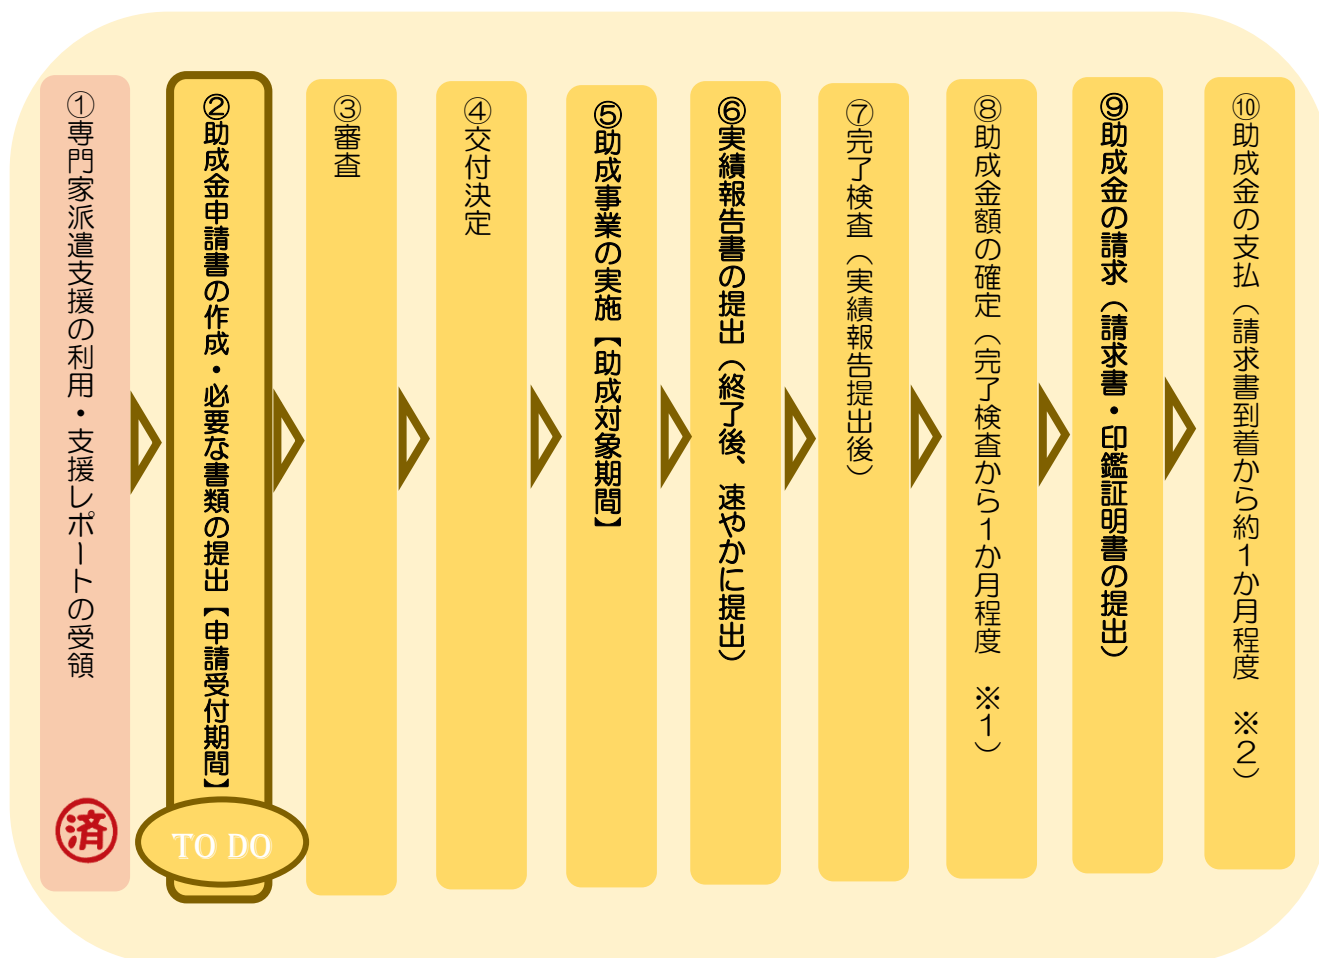 ①専門家派遣支援の利用・支援レポートの受領
済
②助成金申請書の作成・必要な書類の提出【申請受付期間】
TO DO
③審査
④交付決定
⑤助成事業の実施【助成対象期間】
⑥実績報告書の提出（終了後、速やかに提出）
⑦完了検査（実績報告提出後）
⑧助成金額の確定（完了検査から１か月程度　※１）
⑨助成金の請求（請求書・印鑑証明書の提出）
⑩助成金の支払（請求書到着から約１か月程度　※２）